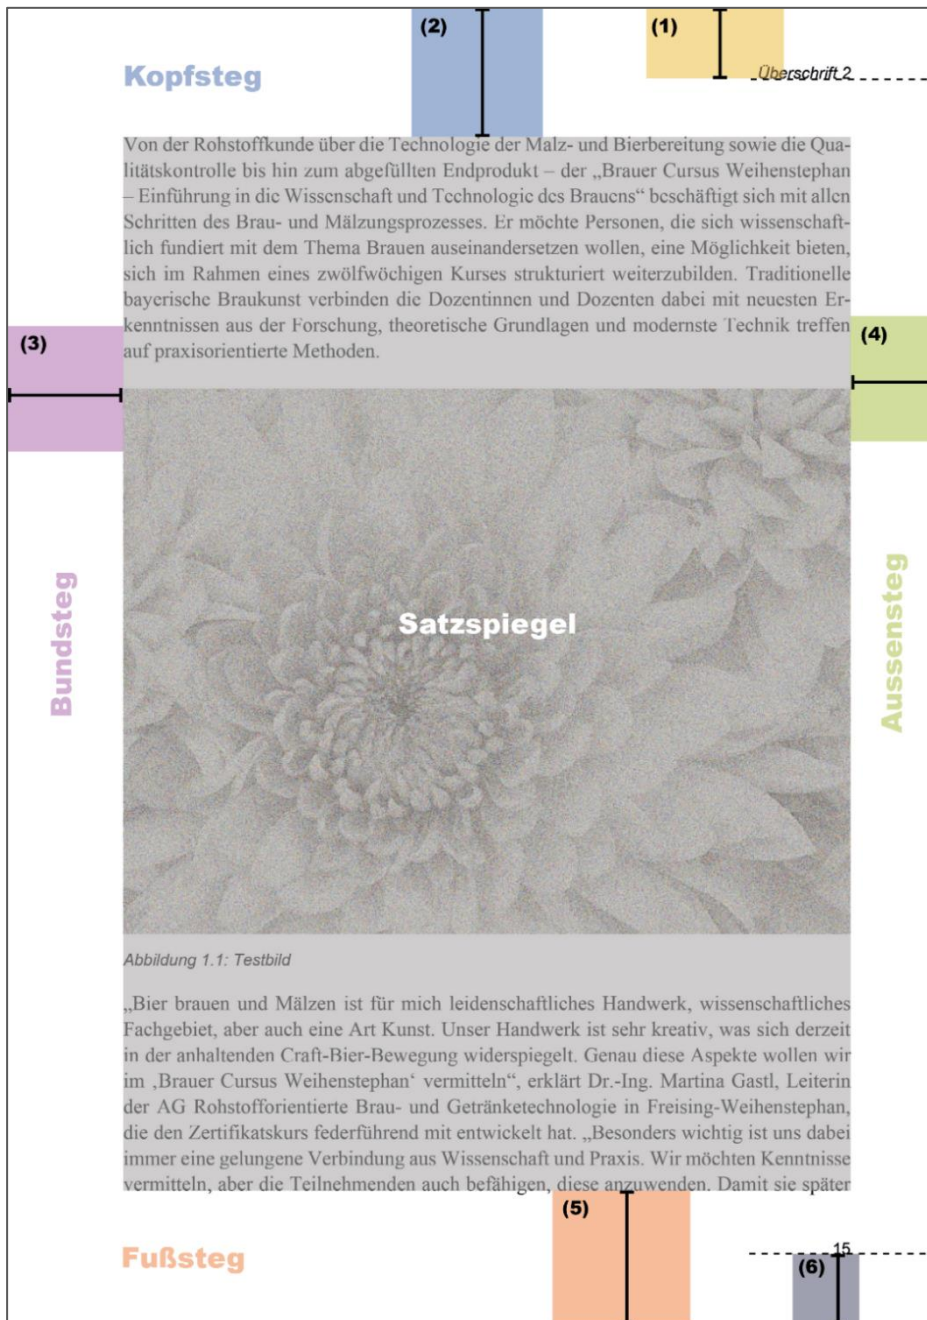 (2)
(1)
Kopfsteg
Überschrift 2
Von der Rohstoffkunde über die Technologie der Malz- und Bierbereitung sowie die Qua-
litätskontrolle bis hin zum abgefüllten Endprodukt – der „Brauer Cursus Weihenstephan
– Einführung in die Wissenschaft und Technologie des Brauens“ beschäftigt sich mit allen
Schritten des Brau- und Mälzungsprozesses. Er möchte Personen, die sich wissenschaft-
lich fundiert mit dem Thema Brauen auseinandersetzen wollen, eine Möglichkeit bieten,
sich im Rahmen eines zwölfwöchigen Kurses strukturiert weiterzubilden. Traditionelle
bayerische Braukunst verbinden die Dozentinnen und Dozenten dabei mit neuesten Er-
kenntnissen aus der Forschung, theoretische Grundlagen und modernste Technik treffen
auf praxisorientierte Methoden.
(3)
(4)
Bundsteg
Satzspiegel
Aussensteg
Abbildung 1.1: Testbild
„Bier brauen und Mälzen ist für mich leidenschaftliches Handwerk, wissenschaftliches
Fachgebiet, aber auch eine Art Kunst. Unser Handwerk ist sehr kreativ, was sich derzeit
in der anhaltenden Craft-Bier-Bewegung widerspiegelt. Genau diese Aspekte wollen wir
im ‚Brauer Cursus Weihenstephan‘ vermitteln“, erklärt Dr.-Ing. Martina Gastl, Leiterin
der AG Rohstofforientierte Brau- und Getränketechnologie in Freising-Weihenstephan,
die den Zertifikatskurs federführend mit entwickelt hat. „Besonders wichtig ist uns dabei
immer eine gelungene Verbindung aus Wissenschaft und Praxis. Wir möchten Kenntnisse
vermitteln, aber die Teilnehmenden auch befähigen, diese anzuwenden. Damit sie später
(5)
Fußsteg
15
(6)